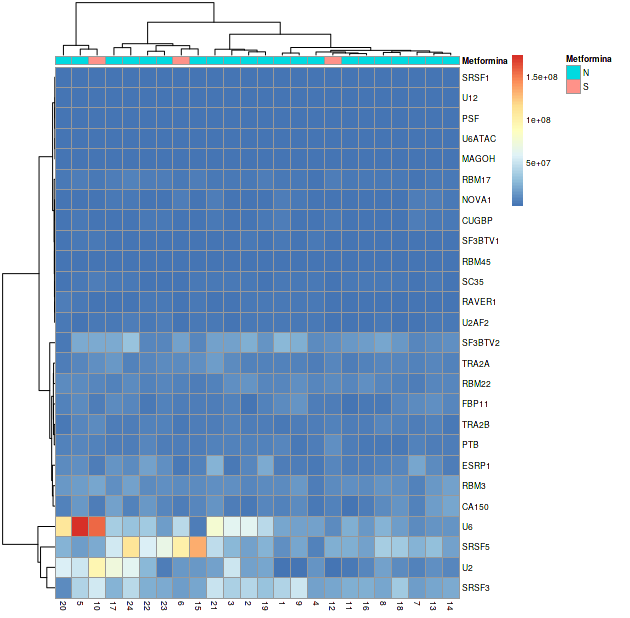 Metformina
SRSF1
U12
PSF
U6ATAC
MAGOH
RBM17
NOVA1
CUGBP
SF3BTV1
RBM45
SC35
RAVER1
U2AF2
SF3BTV2
TRA2A
RBM22
FBP11
TRA2B
PTB
ESRP1
RBM3
CA150
U6
SRSF5
U2
SRSF3
1.5e+08
1e+08
5e+07
Metformina
N
S
20 5 10 17 24 22 23 6 15 21 3 2 19 1 9 4 12 11 16 8 18 7 13 14